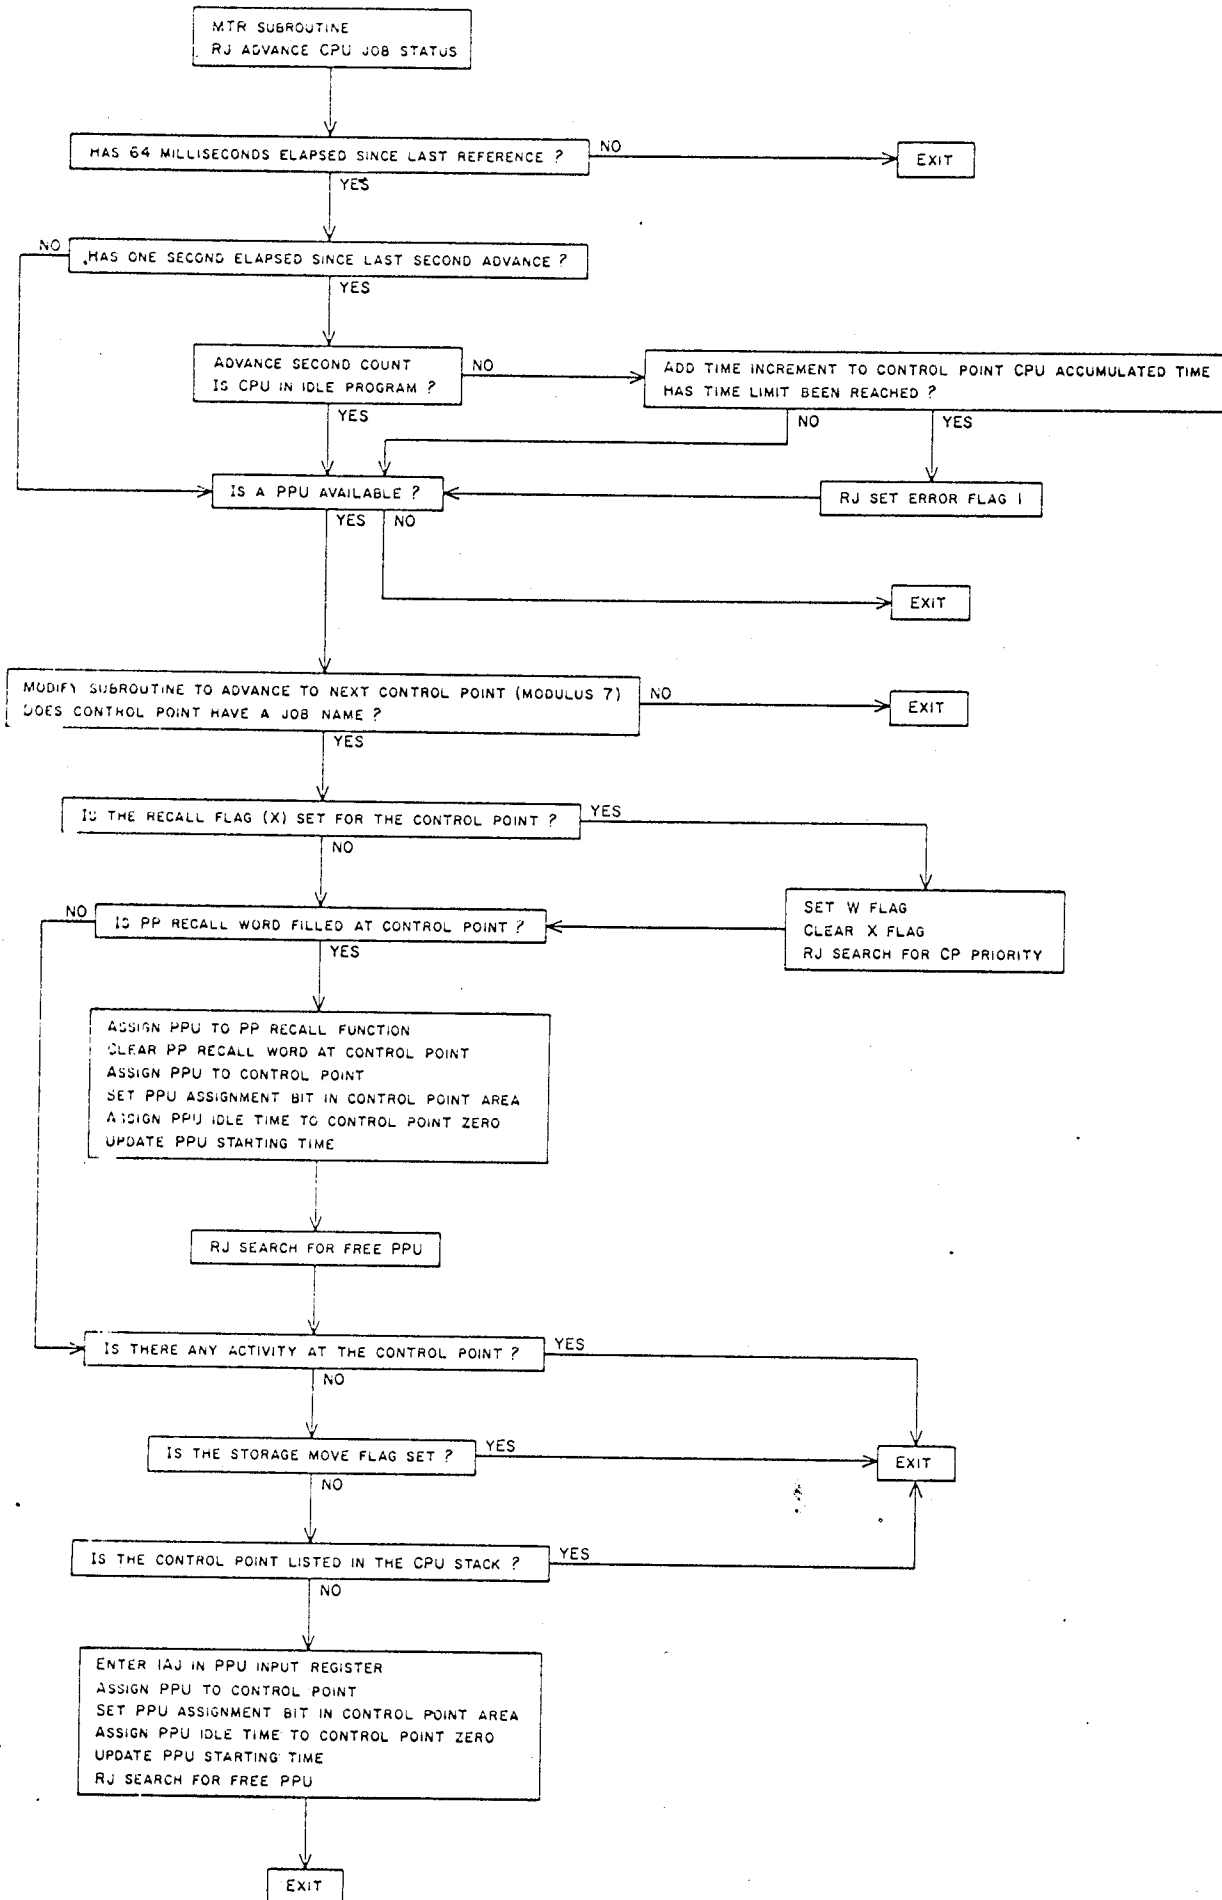 MTR SUBROUTINE
RJ ADVANCE CPU JOB STATUS
HAS 64 MILLISECONDS ELAPSED SINCE LAST REFERENCE ?
NO
EXIT
YES
NO
HAS ONE SECOND ELAPSED SINCE LAST SECOND ADVANCE ?
YES
ADVANCE SECOND COUNT
IS CPU IN IDLE PROGRAM ?
NO
ADD TIME INCREMENT TO CONTROL POINT CPU ACCUMULATED TIME
HAS TIME LIMIT BEEN REACHED ?
YES
NO
YES
IS A PPU AVAILABLE ?
RJ SET ERROR FLAG 1
YES
NO
EXIT
MODIFY SUBROUTINE TO ADVANCE TO NEXT CONTROL POINT (MODULUS 7)
DOES CONTROL POINT HAVE A JOB NAME ?
NO
EXIT
YES
IS THE RECALL FLAG (X) SET FOR THE CONTROL POINT ?
YES
NO
SET W FLAG
CLEAR X FLAG
RJ SEARCH FOR CP PRIORITY
NO
IS PP RECALL WORD FILLED AT CONTROL POINT ?
YES
ASSIGN PPU TO PP RECALL FUNCTION
CLEAR PP RECALL WORD AT CONTROL POINT
ASSIGN PPU TO CONTROL POINT
SET PPU ASSIGNMENT BIT IN CONTROL POINT AREA
ASSIGN PPU IDLE TIME TO CONTROL POINT ZERO
UPDATE PPU STARTING TIME
RJ SEARCH FOR FREE PPU
IS THERE ANY ACTIVITY AT THE CONTROL POINT ?
YES
NO
IS THE STORAGE MOVE FLAG SET ?
YES
EXIT
NO
IS THE CONTROL POINT LISTED IN THE CPU STACK ?
YES
NO
ENTER 1AJ IN PPU INPUT REGISTER
ASSIGN PPU TO CONTROL POINT
SET PPU ASSIGNMENT BIT IN CONTROL POINT AREA
ASSIGN PPU IDLE TIME TO CONTROL POINT ZERO
UPDATE PPU STARTING TIME
RJ SEARCH FOR FREE PPU
EXIT